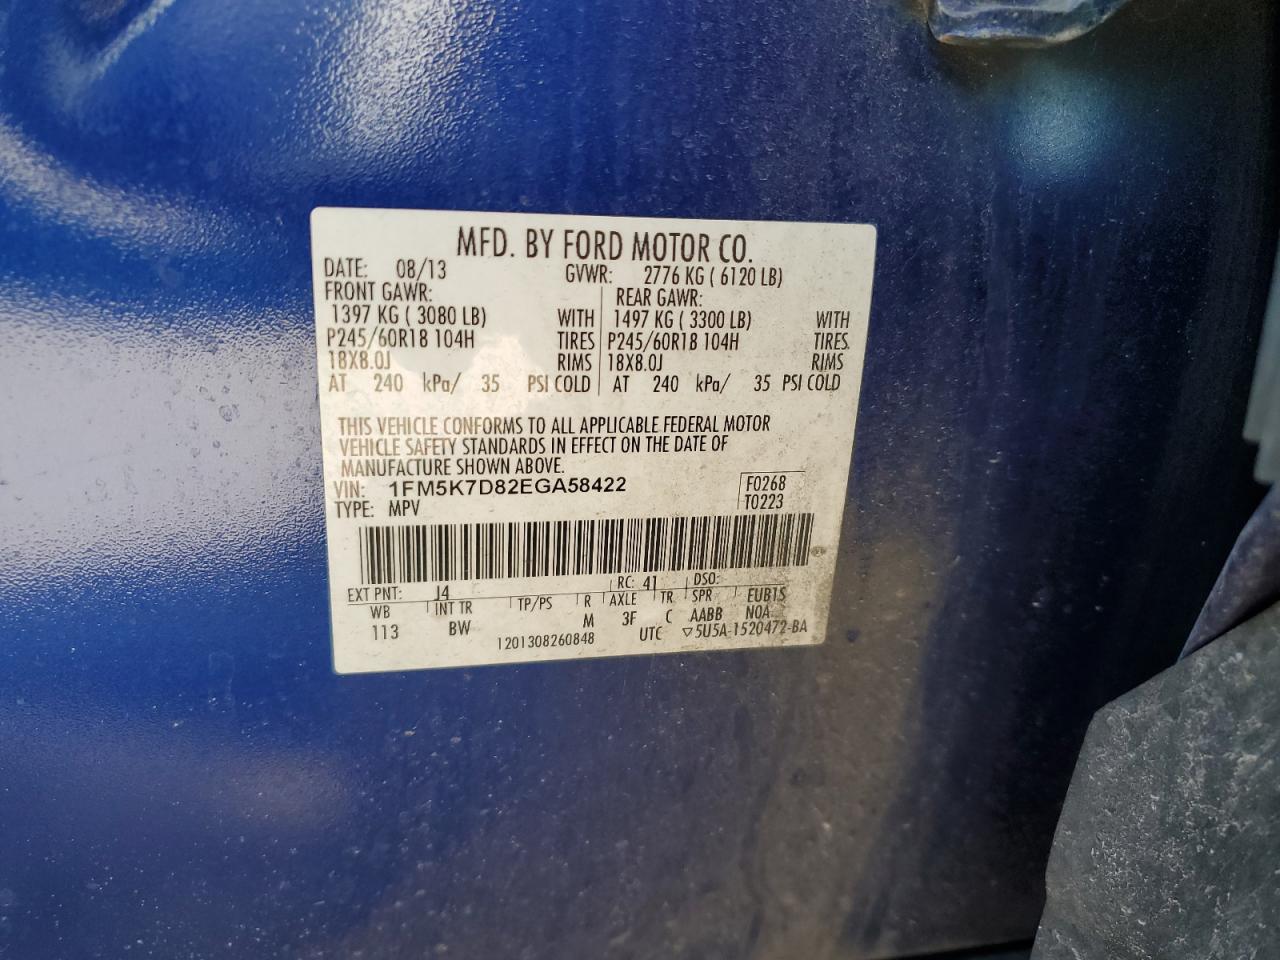 MFD. BY FORD MOTOR CO.
DATE: 08/13 GVWR: 2776 KG ( 6120 LB)
FRONT GAWR: REAR GAWR:
1397 KG ( 3080 LB) WITH 1497 KG ( 3300 LB) WITH
P245/60R18 104H TIRES P245/60R18 104H TIRES
18X8.0J RIMS 18X8.0J RIMS
AT 240 kPa/ 35 PSI COLD AT 240 kPa/ 35 PSI COLD
THIS VEHICLE CONFORMS TO ALL APPLICABLE FEDERAL MOTOR
VEHICLE SAFETY STANDARDS IN EFFECT ON THE DATE OF
MANUFACTURE SHOWN ABOVE.
VIN: 1FM5K7D82EGA58422 F0268
TYPE: MPV T0223
EXT PNT: J4 RC: 41 DSO:
WB INT TR TP/PS R AXLE TR SPR EUB1S
113 BW M 3F C AABB NOA
1201308260848 UTC ▽5U5A-1520472-BA